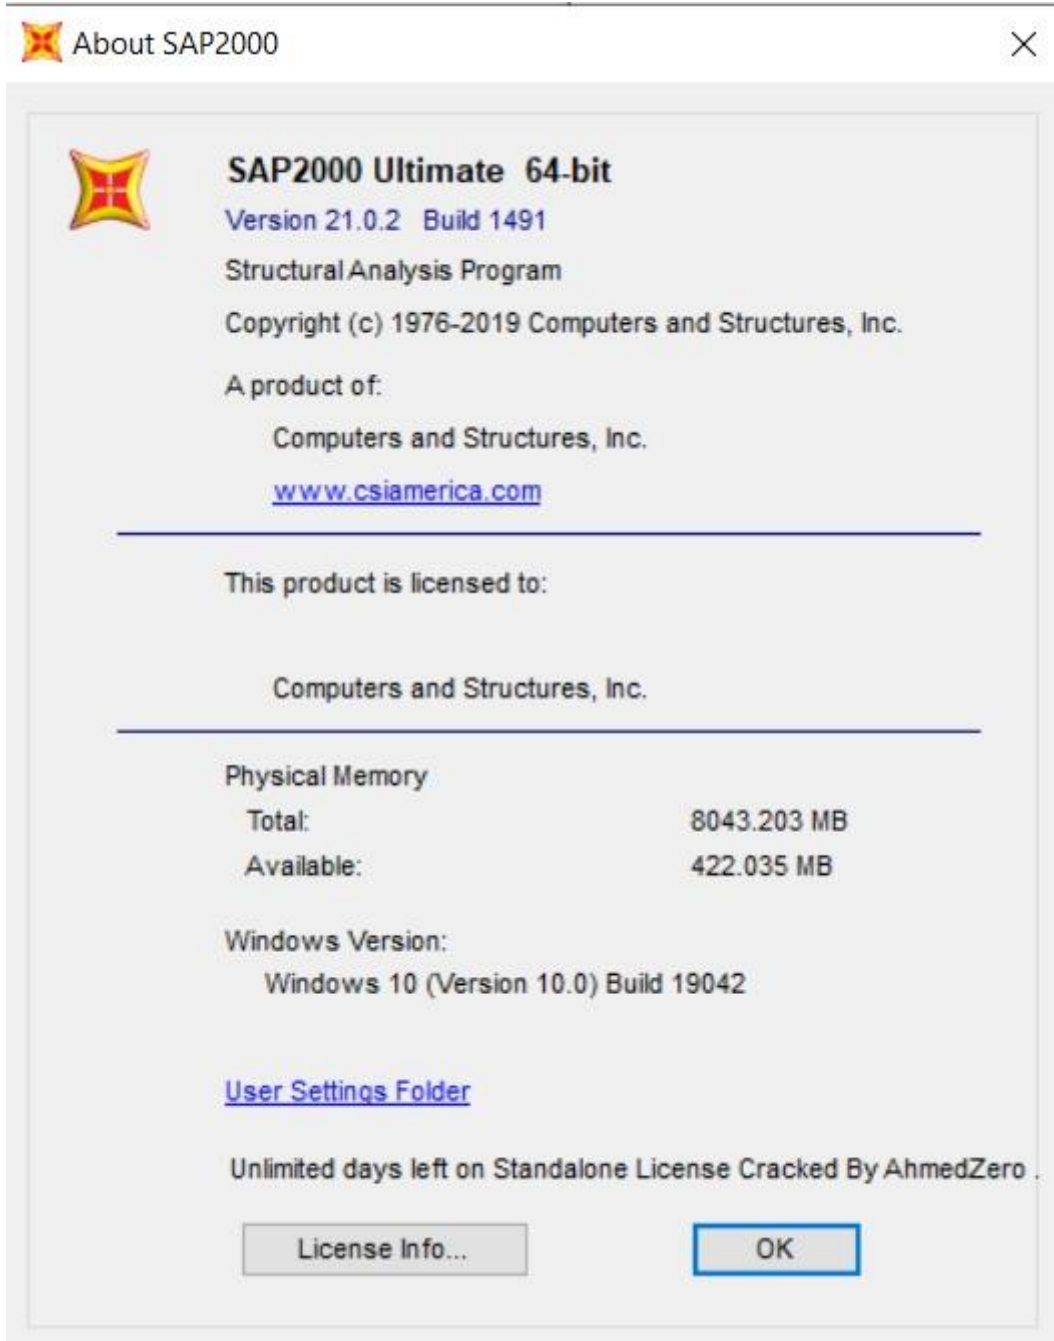 About SAP2000
SAP2000 Ultimate 64-bit
Version 21.0.2 Build 1491
Structural Analysis Program
Copyright (c) 1976-2019 Computers and Structures, Inc.
A product of:
Computers and Structures, Inc.
www.csiamerica.com
This product is licensed to:
Computers and Structures, Inc.
Physical Memory
Total: 8043.203 MB
Available: 422.035 MB
Windows Version:
Windows 10 (Version 10.0) Build 19042
User Settings Folder
Unlimited days left on Standalone License Cracked By AhmedZero .
License Info... OK